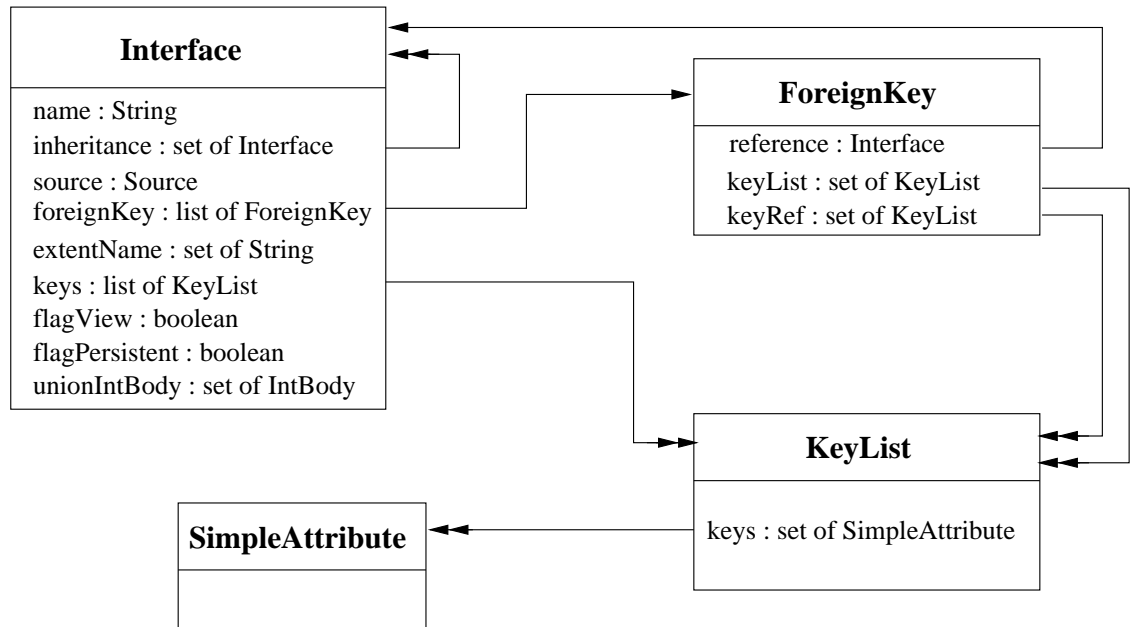 Interface
name : String
inheritance : set of Interface
source : Source
foreignKey : list of ForeignKey
extentName : set of String
keys : list of KeyList
flagView : boolean
flagPersistent : boolean
unionIntBody : set of IntBody
ForeignKey
reference : Interface
keyList : set of KeyList
keyRef : set of KeyList
KeyList
keys : set of SimpleAttribute
SimpleAttribute